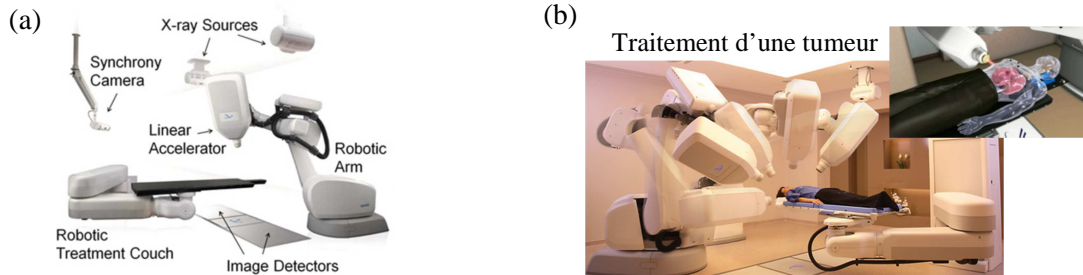 (a)
X-ray Sources
Synchrony
Camera
Linear
Accelerator
Robotic
Arm
Robotic
Treatment Couch
Image Detectors
(b)
Traitement d’une tumeur